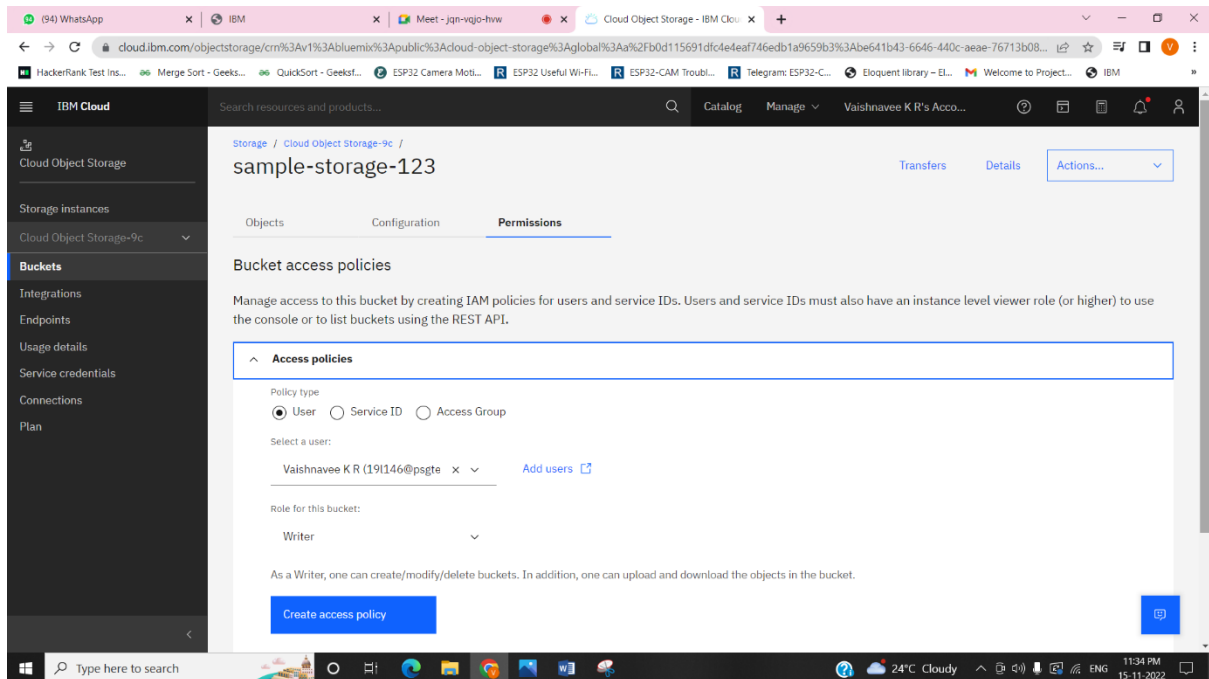 (94) WhatsApp
IBM
Meet - jqn-vqjo-hvw
Cloud Object Storage - IBM Clou
cloud.ibm.com/objectstorage/crn%3Av1%3Abluemix%3Apublic%3Acloud-object-storage%3Aglobal%3Aa%2Fb0d115691dfc4e4eaf746edb1a9659b3%3Abe641b43-6646-440c-aeae-76713b08...
HackerRank Test Ins...
Merge Sort - Geeks...
QuickSort - Geeksf...
ESP32 Camera Moti...
ESP32 Useful Wi-Fi...
ESP32-CAM Troubl...
Telegram: ESP32-C...
Eloquent library – El...
Welcome to Project...
IBM
IBM Cloud
Search resources and products...
Catalog
Manage
Vaishnavee K R's Acco...
Cloud Object Storage
Storage instances
Cloud Object Storage-9c
Buckets
Integrations
Endpoints
Usage details
Service credentials
Connections
Plan
Storage / Cloud Object Storage-9c /
sample-storage-123
Transfers
Details
Actions...
Objects
Configuration
Permissions
Bucket access policies
Manage access to this bucket by creating IAM policies for users and service IDs. Users and service IDs must also have an instance level viewer role (or higher) to use
the console or to list buckets using the REST API.
Access policies
Policy type
User
Service ID
Access Group
Select a user:
Vaishnavee K R (19l146@psgte
Add users
Role for this bucket:
Writer
As a Writer, one can create/modify/delete buckets. In addition, one can upload and download the objects in the bucket.
Create access policy
Type here to search
24°C Cloudy
ENG
11:34 PM
15-11-2022